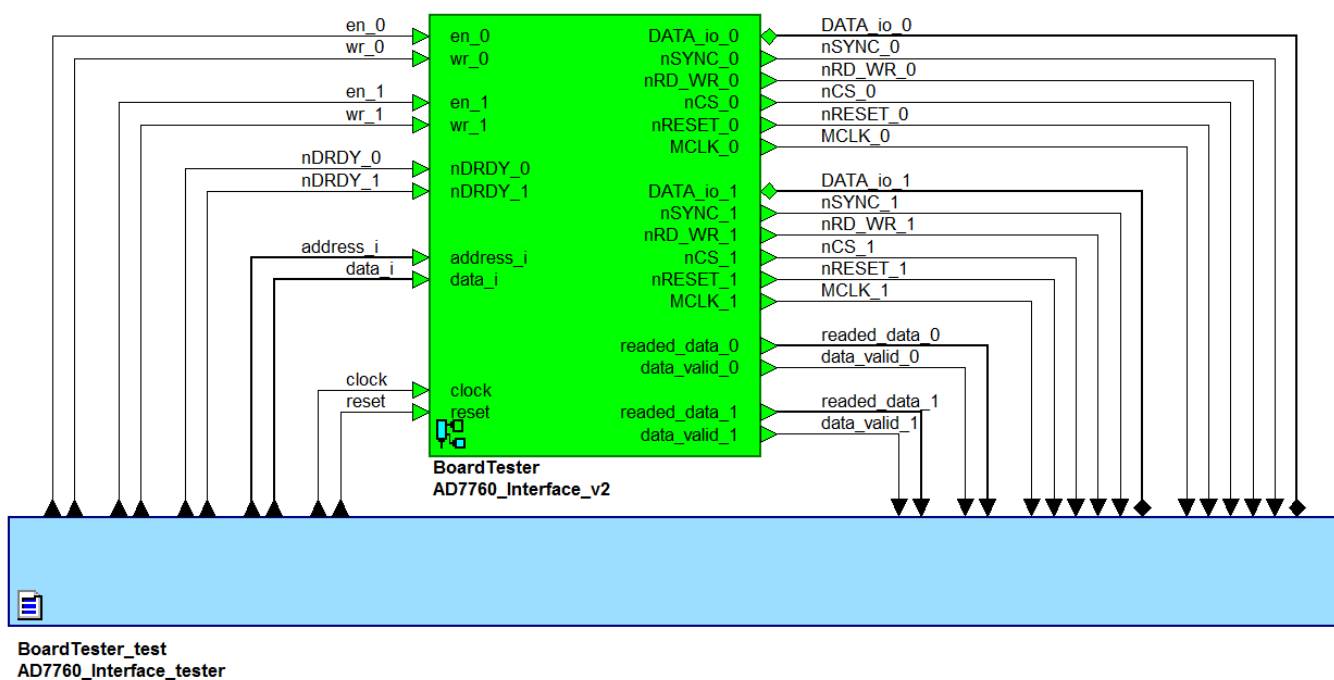 en_0
wr_0
en_1
wr_1
nDRDY_0
nDRDY_1
address_i
data_i
clock
reset
en_0
wr_0
en_1
wr_1
nDRDY_0
nDRDY_1
address_i
data_i
clock
reset
DATA_io_0
nSYNC_0
nRD_WR_0
nCS_0
nRESET_0
MCLK_0
DATA_io_1
nSYNC_1
nRD_WR_1
nCS_1
nRESET_1
MCLK_1
readed_data_0
data_valid_0
readed_data_1
data_valid_1
DATA_io_0
nSYNC_0
nRD_WR_0
nCS_0
nRESET_0
MCLK_0
DATA_io_1
nSYNC_1
nRD_WR_1
nCS_1
nRESET_1
MCLK_1
readed_data_0
data_valid_0
readed_data_1
data_valid_1
BoardTester
AD7760_Interface_v2
BoardTester_test
AD7760_Interface_tester